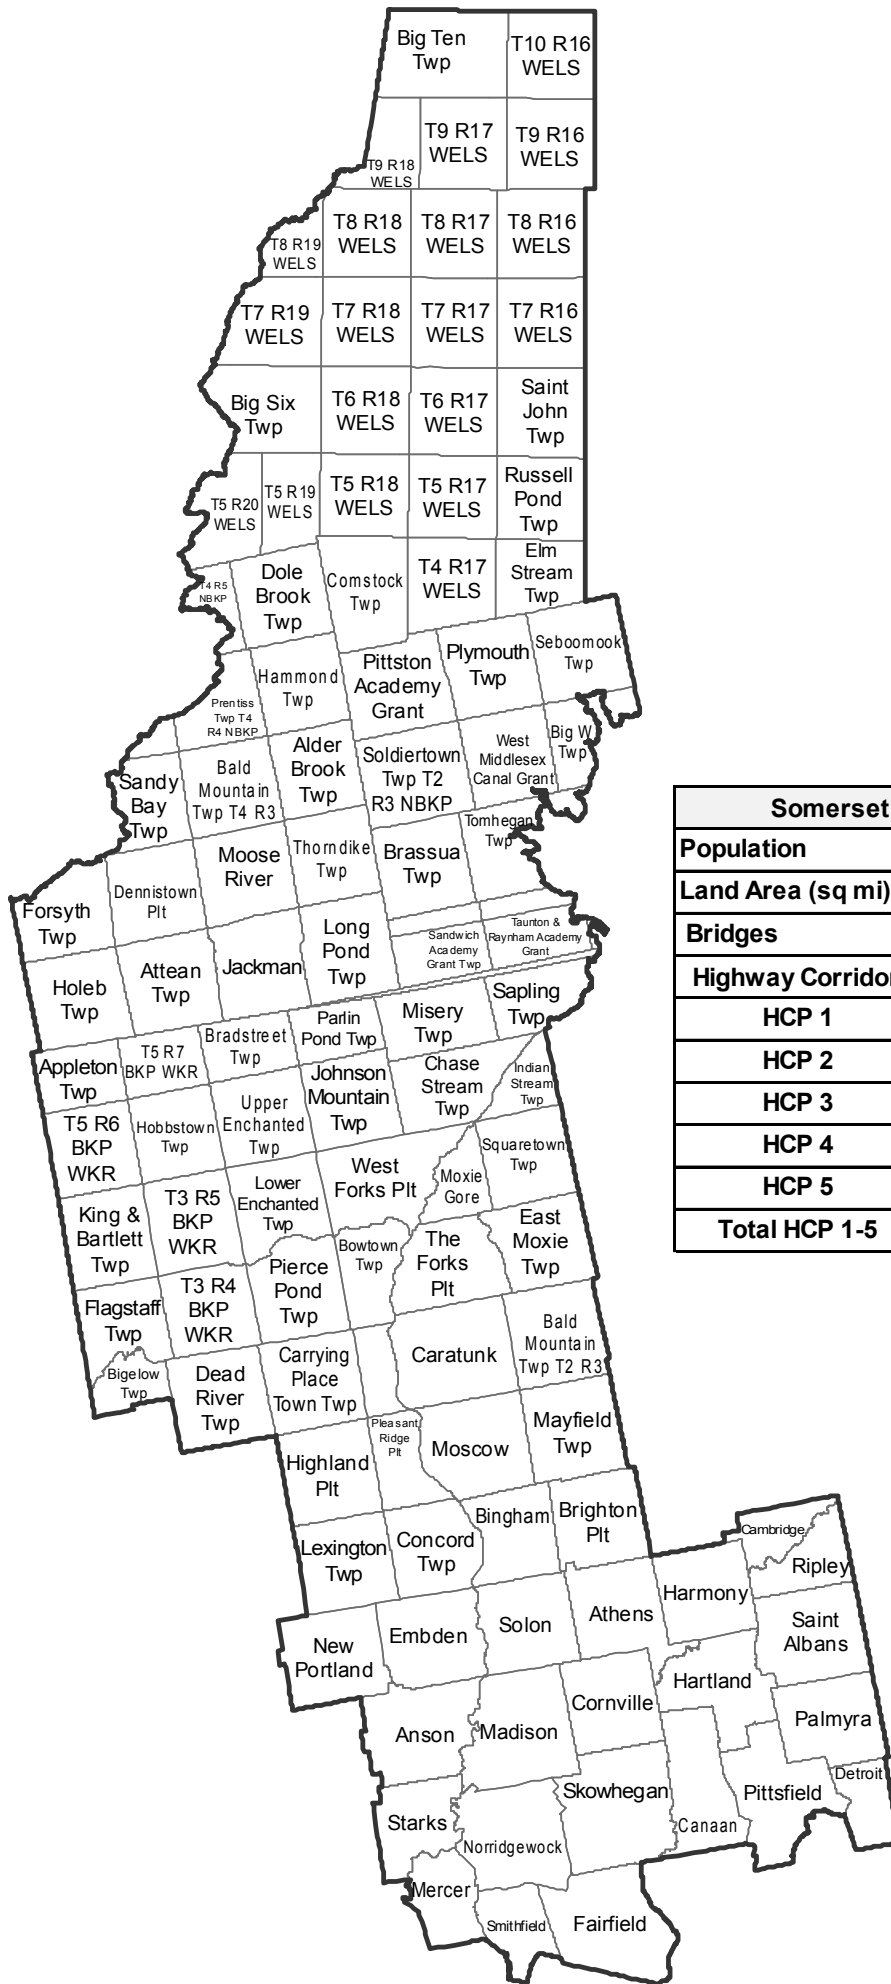 Big Ten
Twp
T10 R16
WELS
T9 R18
WELS
T9 R17
WELS
T9 R16
WELS
T8 R19
WELS
T8 R18
WELS
T8 R17
WELS
T8 R16
WELS
T7 R19
WELS
T7 R18
WELS
T7 R17
WELS
T7 R16
WELS
Big Six
Twp
T6 R18
WELS
T6 R17
WELS
Saint
John
Twp
T5 R20
WELS
T5 R19
WELS
T5 R18
WELS
T5 R17
WELS
Russell
Pond
Twp
T4 R5
NBKP
Dole
Brook
Twp
Comstock
Twp
T4 R17
WELS
Elm
Stream
Twp
Prentiss
Twp T4
R4 NBKP
Hammond
Twp
Pittston
Academy
Grant
Plymouth
Twp
Seboomook
Twp
Sandy
Bay
Twp
Bald
Mountain
Twp T4 R3
Alder
Brook
Twp
Soldiertown
Twp T2
R3 NBKP
West
Middlesex
Canal Grant
Big W
Twp
Forsyth
Twp
Dennistown
Plt
Moose
River
Thorndike
Twp
Brassua
Twp
Tomhegan
Twp
Holeb
Twp
Attean
Twp
Jackman
Long
Pond
Twp
Sandwich
Academy
Grant Twp
Taunton &
Raynham Academy
Grant
Appleton
Twp
T5 R7
BKP WKR
Bradstreet
Twp
Parlin
Pond Twp
Misery
Twp
Sapling
Twp
T5 R6
BKP
WKR
Hobbstown
Twp
Upper
Enchanted
Twp
Johnson
Mountain
Twp
Chase
Stream
Twp
Indian
Stream
Twp
King &
Bartlett
Twp
T3 R5
BKP
WKR
Lower
Enchanted
Twp
West
Forks Plt
Moxie
Gore
Squaretown
Twp
Flagstaff
Twp
T3 R4
BKP
WKR
Pierce
Pond
Twp
Bowtown
Twp
The
Forks
Plt
East
Moxie
Twp
Bigelow
Twp
Dead
River
Twp
Carrying
Place
Town Twp
Caratunk
Bald
Mountain
Twp T2 R3
Highland
Plt
Pleasant
Ridge
Plt
Moscow
Mayfield
Twp
Lexington
Twp
Concord
Twp
Bingham
Brighton
Plt
Cambridge
Ripley
New
Portland
Embden
Solon
Athens
Harmony
Saint
Albans
Anson
Madison
Cornville
Hartland
Palmyra
Starks
Norridgewock
Skowhegan
Canaan
Pittsfield
Detroit
Mercer
Smithfield
Fairfield
Somerset
Population
Land Area (sq mi)
Bridges
Highway Corridor
HCP 1
HCP 2
HCP 3
HCP 4
HCP 5
Total HCP 1-5